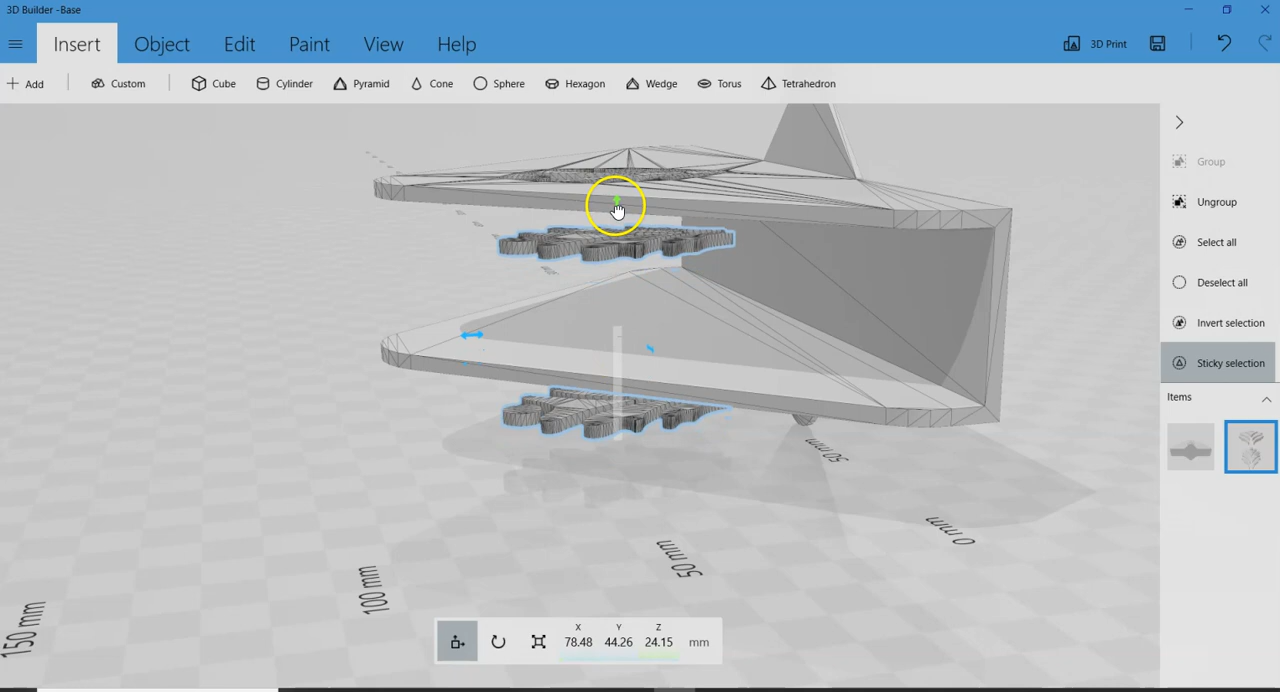 3D Builder -Base
Insert Object Edit Paint View Help
3D Print
Add Custom Cube Cylinder Pyramid Cone Sphere Hexagon Wedge Torus Tetrahedron
Group
Ungroup
Select all
Deselect all
Invert selection
Sticky selection
Items
50 mm
0 mm
50 mm
100 mm
150 mm
X Y Z
78.48 44.26 24.15 mm